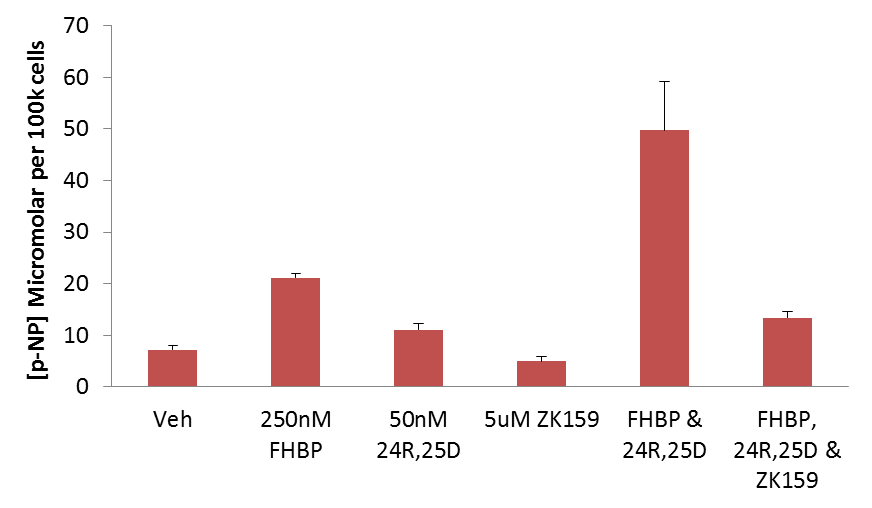 70
60
50
40
30
20
10
0
[p-NP] Micromolar per 100k cells
Veh
250nM
FHBP
50nM
24R,25D
5uM ZK159
FHBP &
24R,25D
FHBP,
24R,25D &
ZK159